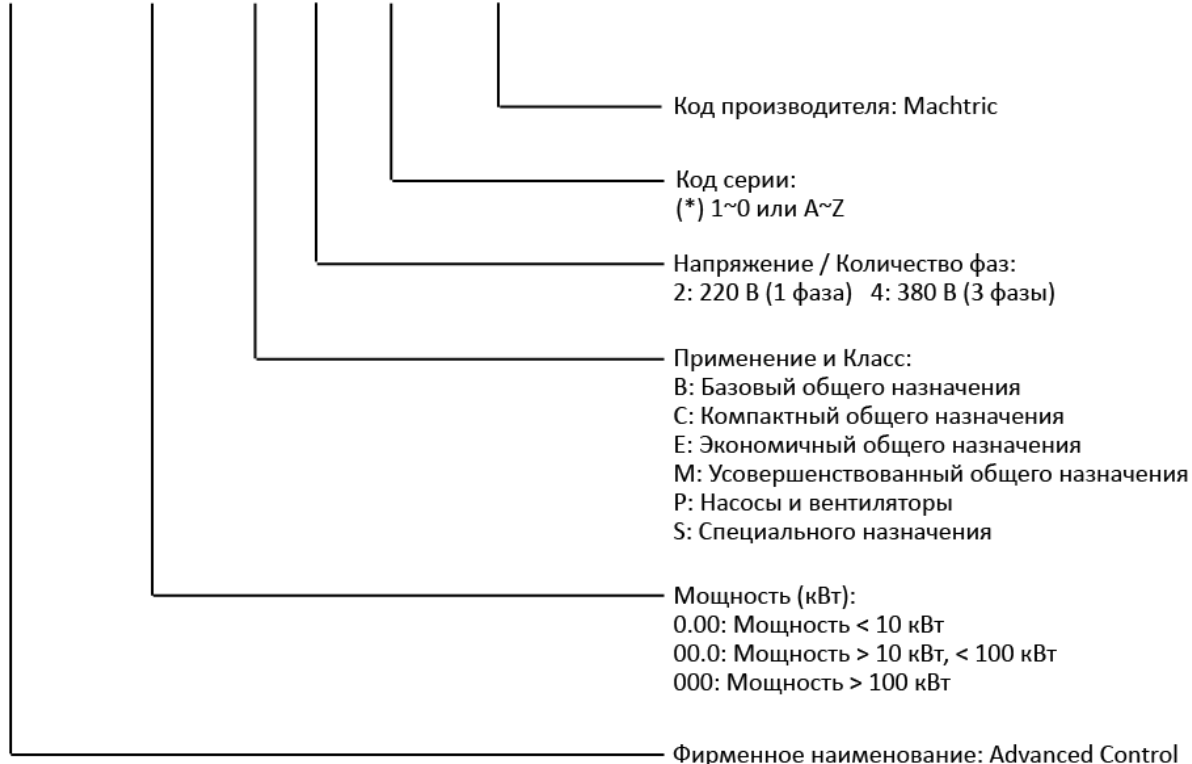 Код производителя: Machtric
Код серии:
(*) 1~0 или A~Z
Напряжение / Количество фаз:
2: 220 В (1 фаза) 4: 380 В (3 фазы)
Применение и Класс:
B: Базовый общего назначения
C: Компактный общего назначения
E: Экономичный общего назначения
M: Усовершенствованный общего назначения
P: Насосы и вентиляторы
S: Специального назначения
Мощность (кВт):
0.00: Мощность < 10 кВт
00.0: Мощность > 10 кВт, < 100 кВт
000: Мощность > 100 кВт
Фирменное наименование: Advanced Control